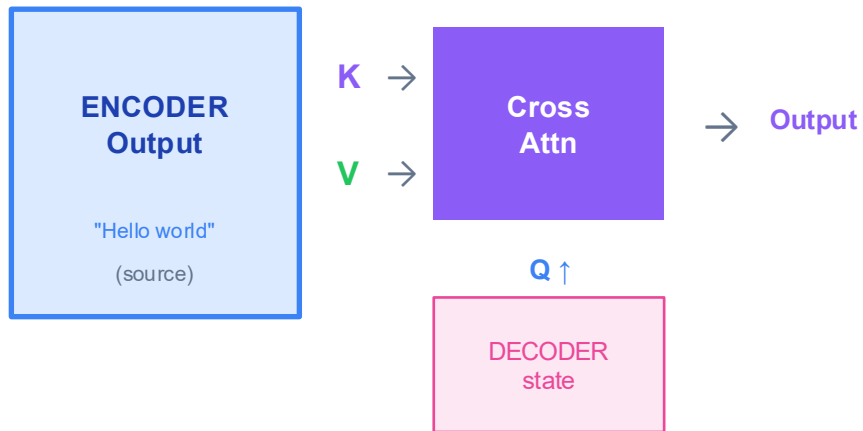 ENCODER
Output
"Hello world"
(source)
K →
V →
Cross
Attn
→ Output
Q ↑
DECODER
state